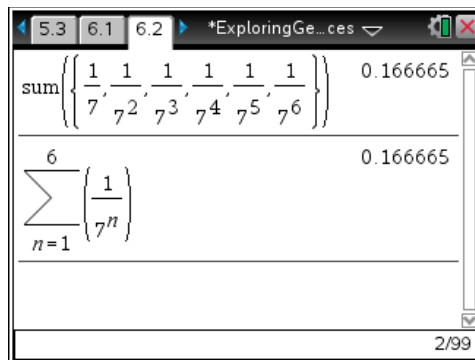 5.3 6.1 6.2 *ExploringGe...ces
sum({1/7, 1/7^2, 1/7^3, 1/7^4, 1/7^5, 1/7^6}) 0.166665
∑_{n=1}^{6} (1/7^n) 0.166665
2/99